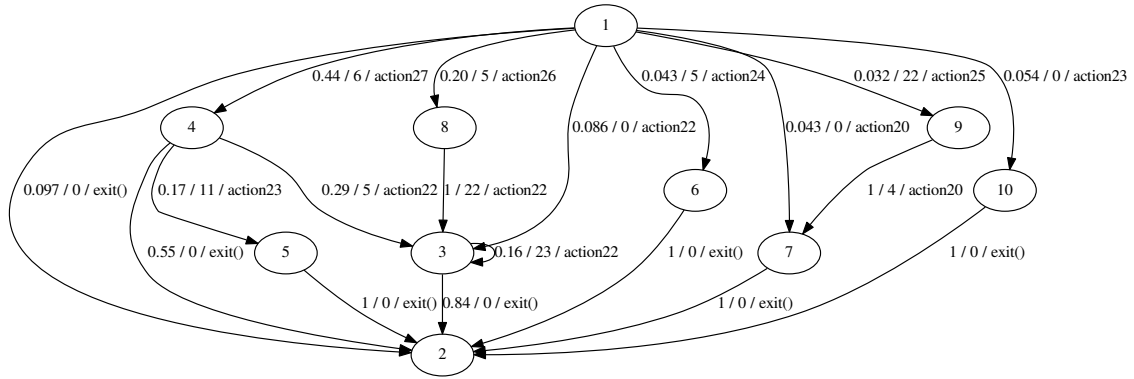 1
0.44 / 6 / action27
0.20 / 5 / action26
0.043 / 5 / action24
0.032 / 22 / action25
0.054 / 0 / action23
4
8
0.086 / 0 / action22
0.043 / 0 / action20
9
0.097 / 0 / exit()
0.17 / 11 / action23
0.29 / 5 / action22
1 / 22 / action22
6
1 / 4 / action20
10
0.55 / 0 / exit()
5
3
0.16 / 23 / action22
1 / 0 / exit()
7
1 / 0 / exit()
1 / 0 / exit()
0.84 / 0 / exit()
1 / 0 / exit()
2